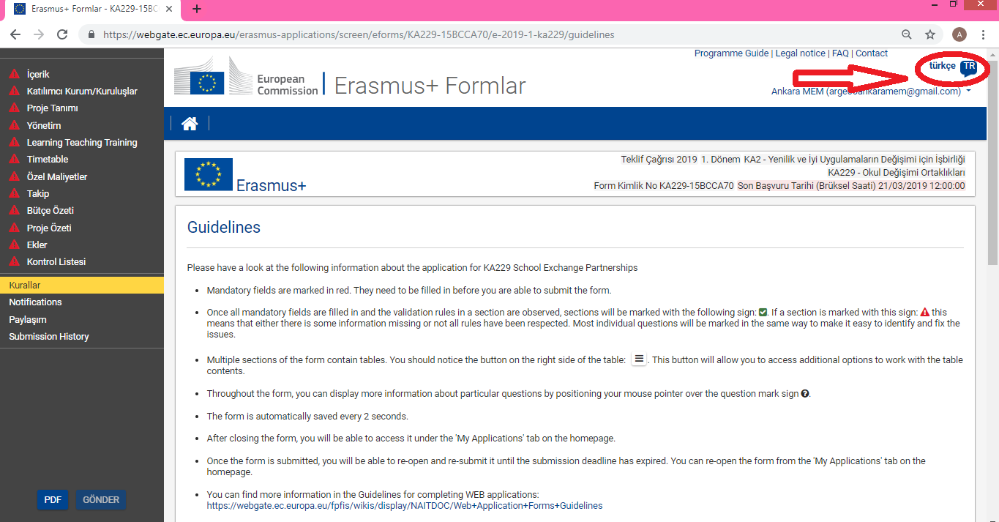 Erasmus+ Formlar - KA229-15BC
https://webgate.ec.europa.eu/erasmus-applications/screen/eforms/KA229-15BCCA70/e-2019-1-ka229/guidelines
A
İçerik
Katılımcı Kurum/Kuruluşlar
Proje Tanımı
Yönetim
Learning Teaching Training
Timetable
Özel Maliyetler
Takip
Bütçe Özeti
Proje Özeti
Ekler
Kontrol Listesi
Kurallar
Notifications
Paylaşım
Submission History
PDF GÖNDER
Programme Guide | Legal notice | FAQ | Contact
türkçe TR
European
Commission
Erasmus+ Formlar
Ankara MEM
Erasmus+
Teklif Çağrısı 2019 1. Dönem KA2 - Yenilik ve İyi Uygulamaların Değişimi için İşbirliği
KA229 - Okul Değişimi Ortaklıkları
Form Kimlik No KA229-15BCCA70 Son Başvuru Tarihi (Brüksel Saati) 21/03/2019 12:00:00
Guidelines
Please have a look at the following information about the application for KA229 School Exchange Partnerships
• Mandatory fields are marked in red. They need to be filled in before you are able to submit the form.
• Once all mandatory fields are filled in and the validation rules in a section are observed, sections will be marked with the following sign: . If a section is marked with this sign: this
means that either there is some information missing or not all rules have been respected. Most individual questions will be marked in the same way to make it easy to identify and fix the
issues.
• Multiple sections of the form contain tables. You should notice the button on the right side of the table: . This button will allow you to access additional options to work with the table
contents.
• Throughout the form, you can display more information about particular questions by positioning your mouse pointer over the question mark sign .
• The form is automatically saved every 2 seconds.
• After closing the form, you will be able to access it under the 'My Applications' tab on the homepage.
• Once the form is submitted, you will be able to re-open and re-submit it until the submission deadline has expired. You can re-open the form from the 'My Applications' tab on the
homepage.
• You can find more information in the Guidelines for completing WEB applications:
https://webgate.ec.europa.eu/fpfis/wikis/display/NAITDOC/Web+Application+Forms+Guidelines